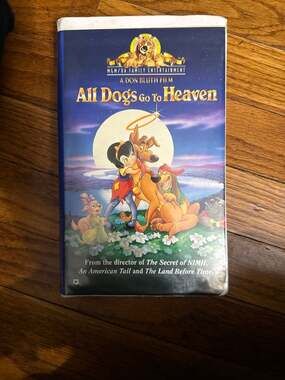 MGM/UA FAMILY ENTERTAINMENT
A DON BLUTH FILM
All Dogs Go To Heaven
From the director of The Secret of NIMH,
An American Tail and The Land Before Time.